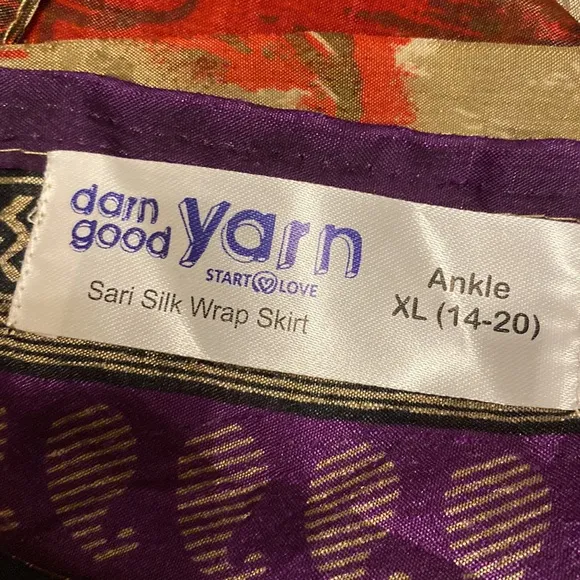 darn
good yarn
START LOVE
Sari Silk Wrap Skirt
Ankle
XL (14-20)